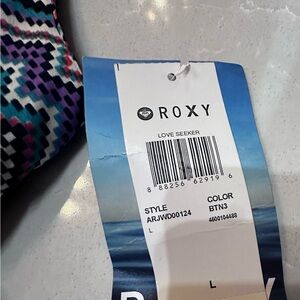 ROXY
LOVE SEEKER
8 88256 62919 6
STYLE COLOR
ARJWD00124 BTN3
L 4600104488
L